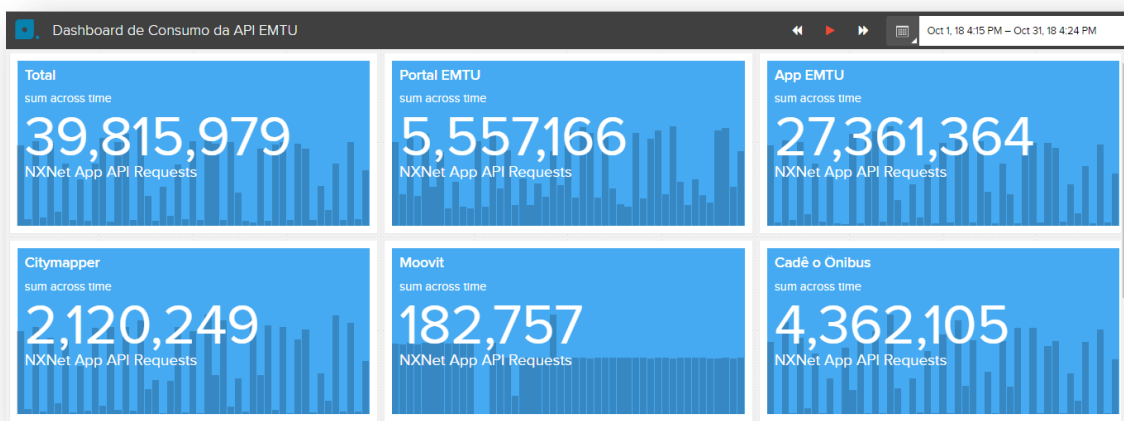 Dashboard de Consumo da API EMTU
Oct 1, 18 4:15 PM – Oct 31, 18 4:24 PM
Total
sum across time
39,815,979
NXNet App API Requests
Portal EMTU
sum across time
5,557,166
NXNet App API Requests
App EMTU
sum across time
27,361,364
NXNet App API Requests
Citymapper
sum across time
2,120,249
NXNet App API Requests
Moovit
sum across time
182,757
NXNet App API Requests
Cadê o Ônibus
sum across time
4,362,105
NXNet App API Requests